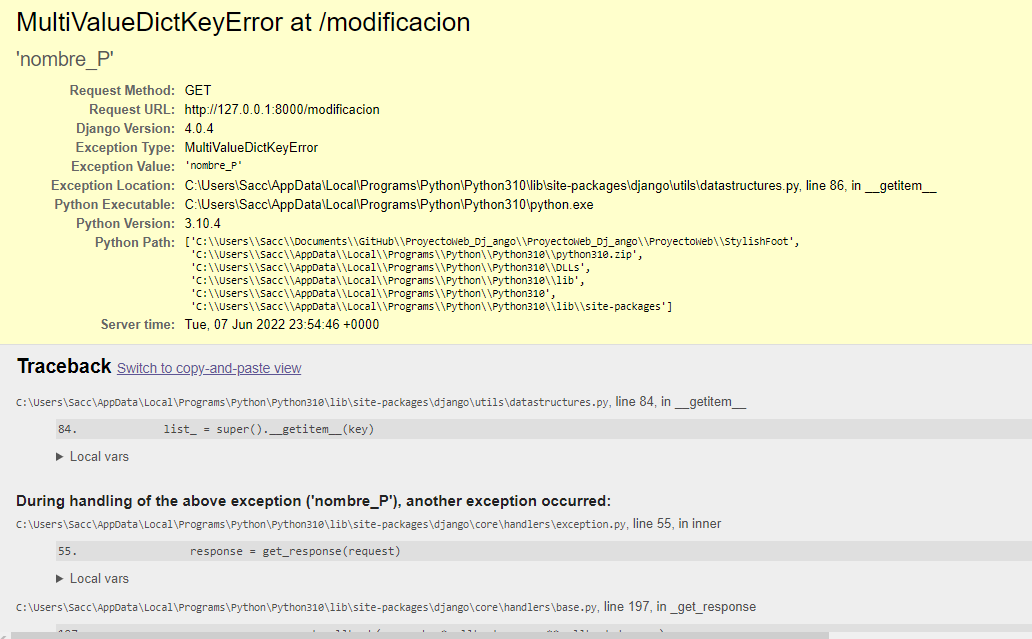 MultiValueDictKeyError at /modificacion
'nombre_P'
Request Method: GET
Request URL: http://127.0.0.1:8000/modificacion
Django Version: 4.0.4
Exception Type: MultiValueDictKeyError
Exception Value: 'nombre_P'
Exception Location: C:\Users\Sacc\AppData\Local\Programs\Python\Python310\lib\site-packages\django\utils\datastructures.py, line 86, in __getitem__
Python Executable: C:\Users\Sacc\AppData\Local\Programs\Python\Python310\python.exe
Python Version: 3.10.4
Python Path: ['C:\\Users\\Sacc\\Documents\\GitHub\\ProyectoWeb_Dj_ango\\ProyectoWeb_Dj_ango\\ProyectoWeb\\StylishFoot',
'C:\\Users\\Sacc\\AppData\\Local\\Programs\\Python\\Python310\\python310.zip',
'C:\\Users\\Sacc\\AppData\\Local\\Programs\\Python\\Python310\\DLLs',
'C:\\Users\\Sacc\\AppData\\Local\\Programs\\Python\\Python310\\lib',
'C:\\Users\\Sacc\\AppData\\Local\\Programs\\Python\\Python310',
'C:\\Users\\Sacc\\AppData\\Local\\Programs\\Python\\Python310\\lib\\site-packages']
Server time: Tue, 07 Jun 2022 23:54:46 +0000
Traceback Switch to copy-and-paste view
C:\Users\Sacc\AppData\Local\Programs\Python\Python310\lib\site-packages\django\utils\datastructures.py, line 84, in __getitem__
84. list_ = super().__getitem__(key)
▶ Local vars
During handling of the above exception ('nombre_P'), another exception occurred:
C:\Users\Sacc\AppData\Local\Programs\Python\Python310\lib\site-packages\django\core\handlers\exception.py, line 55, in inner
55. response = get_response(request)
▶ Local vars
C:\Users\Sacc\AppData\Local\Programs\Python\Python310\lib\site-packages\django\core\handlers\base.py, line 197, in _get_response